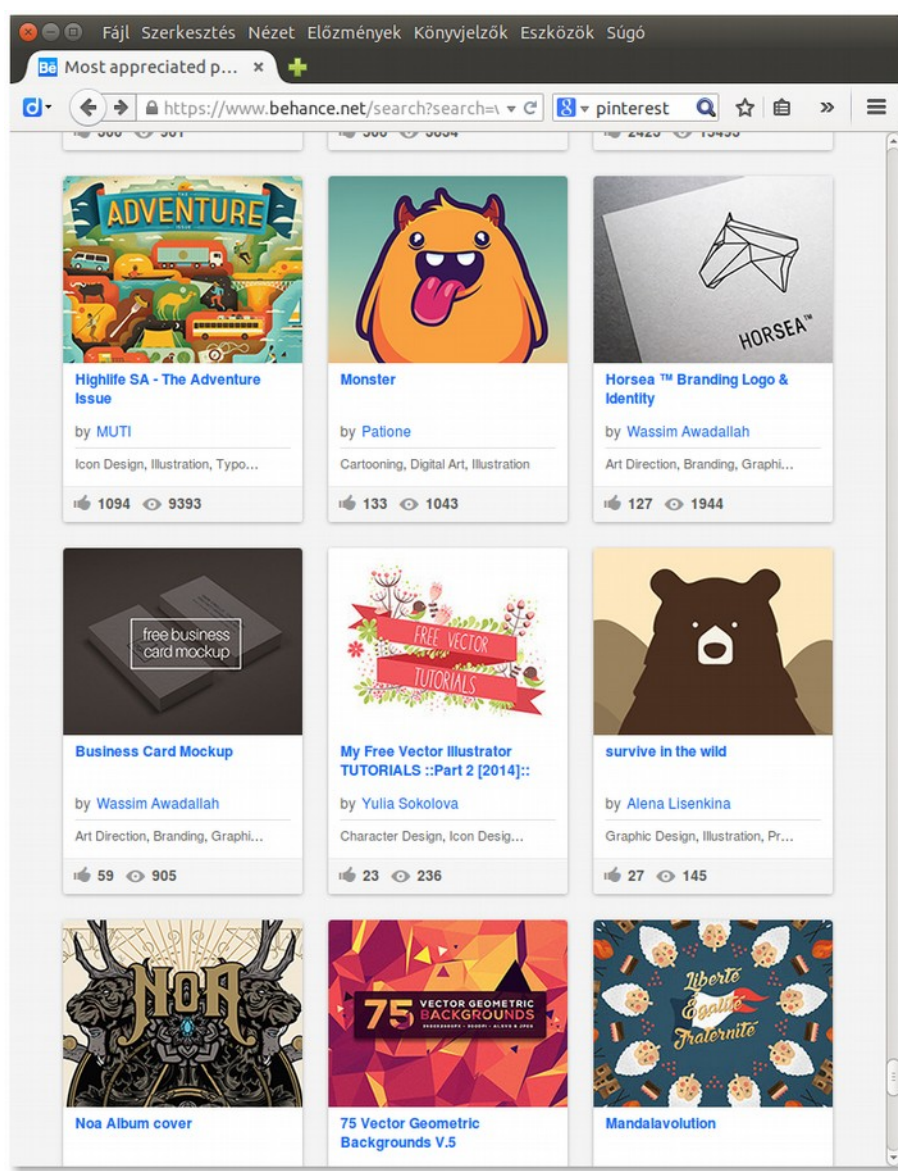 Fájl Szerkesztés Nézet Előzmények Könyvjelzők Eszközök Súgó
Bē Most appreciated p...
https://www.behance.net/search?search=
pinterest
THE
ADVENTURE
ISSUE
HORSEA™
Highlife SA - The Adventure
Issue
Monster
Horsea ™ Branding Logo &
Identity
by MUTI
by Patione
by Wassim Awadallah
Icon Design, Illustration, Typo...
Cartooning, Digital Art, Illustration
Art Direction, Branding, Graphi...
1094 9393
133 1043
127 1944
free business
card mockup
FREE VECTOR
TUTORIALS
Business Card Mockup
My Free Vector Illustrator
TUTORIALS ::Part 2 [2014]::
survive in the wild
by Wassim Awadallah
by Yulia Sokolova
by Alena Lisenkina
Art Direction, Branding, Graphi...
Character Design, Icon Desig...
Graphic Design, Illustration, Pr...
59 905
23 236
27 145
NOA
75 VECTOR GEOMETRIC
BACKGROUNDS
Liberté
Égalité
Fraternité
Noa Album cover
75 Vector Geometric
Backgrounds V.5
Mandalavolution